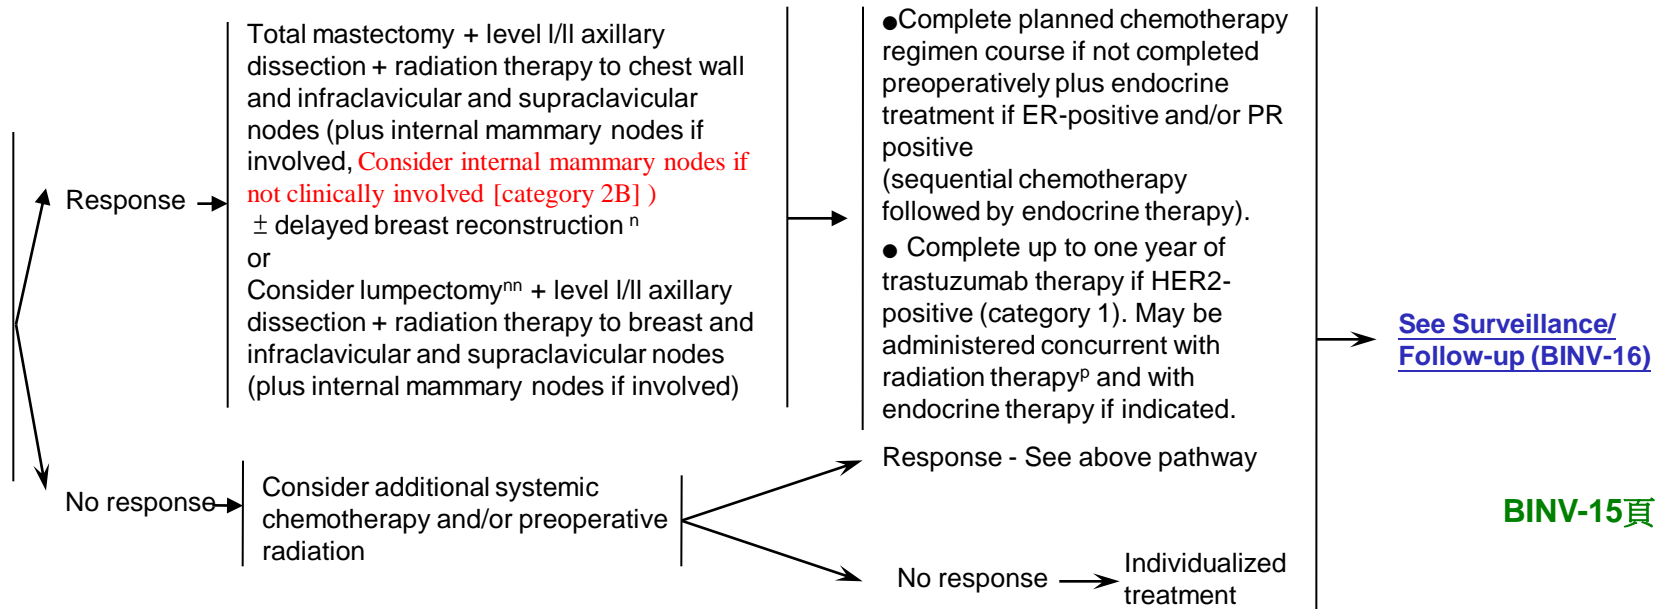 Response
Total mastectomy + level I/II axillary
dissection + radiation therapy to chest wall
and infraclavicular and supraclavicular
nodes (plus internal mammary nodes if
involved, Consider internal mammary nodes if
not clinically involved [category 2B] )
± delayed breast reconstruction ⁿ
or
Consider lumpectomyⁿⁿ + level I/II axillary
dissection + radiation therapy to breast and
infraclavicular and supraclavicular nodes
(plus internal mammary nodes if involved)
●Complete planned chemotherapy
regimen course if not completed
preoperatively plus endocrine
treatment if ER-positive and/or PR
positive
(sequential chemotherapy
followed by endocrine therapy).
● Complete up to one year of
trastuzumab therapy if HER2-
positive (category 1). May be
administered concurrent with
radiation therapyᵖ and with
endocrine therapy if indicated.
See Surveillance/
Follow-up (BINV-16)
No response
Consider additional systemic
chemotherapy and/or preoperative
radiation
Response - See above pathway
No response
Individualized
treatment
BINV-15頁